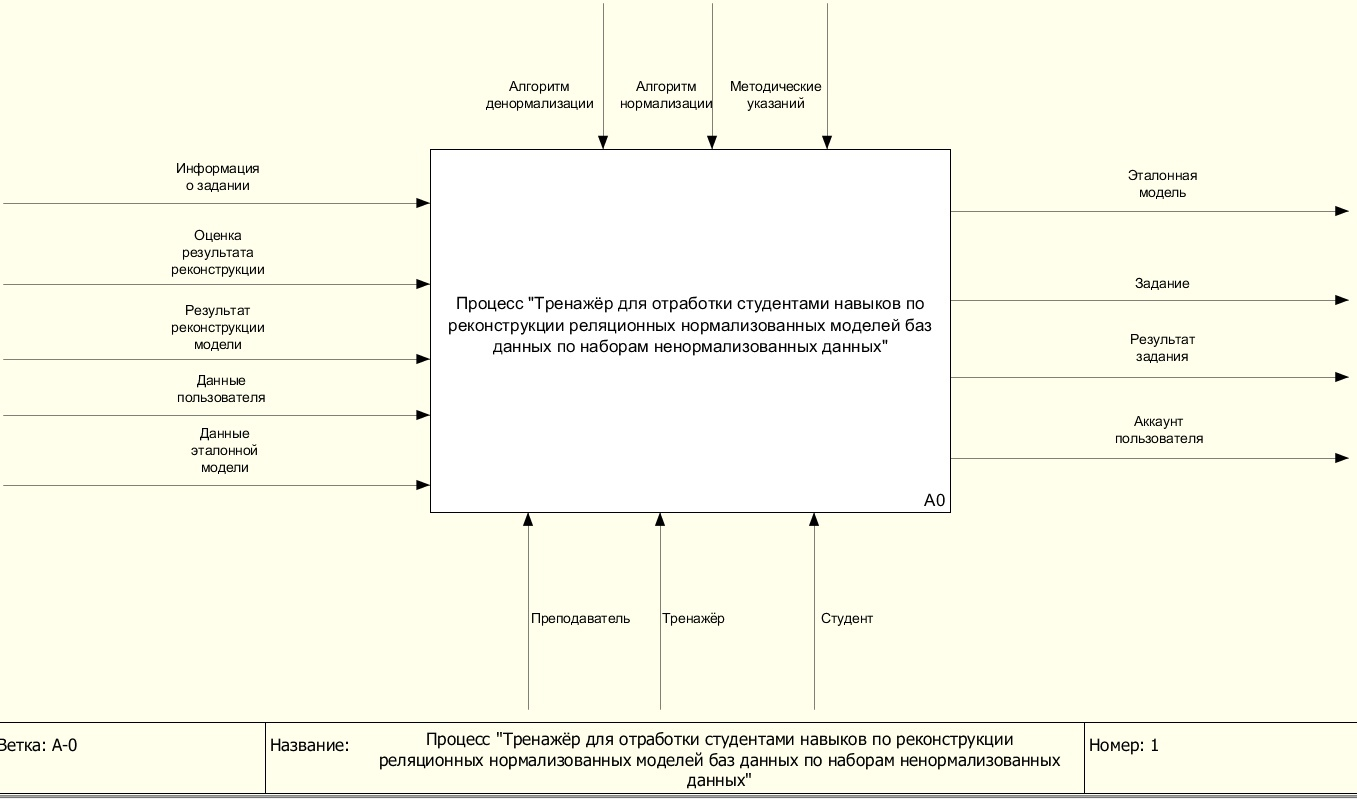 Алгоритм
денормализации
Алгоритм
нормализации
Методические
указаний
Информация
о задании
Оценка
результата
реконструкции
Результат
реконструкции
модели
Данные
пользователя
Данные
эталонной
модели
Процесс "Тренажёр для отработки студентами навыков по
реконструкции реляционных нормализованных моделей баз
данных по наборам ненормализованных данных"
A0
Эталонная
модель
Задание
Результат
задания
Аккаунт
пользователя
Преподаватель
Тренажёр
Студент
Ветка: A-0
Название:
Процесс "Тренажёр для отработки студентами навыков по реконструкции
реляционных нормализованных моделей баз данных по наборам ненормализованных
данных"
Номер: 1